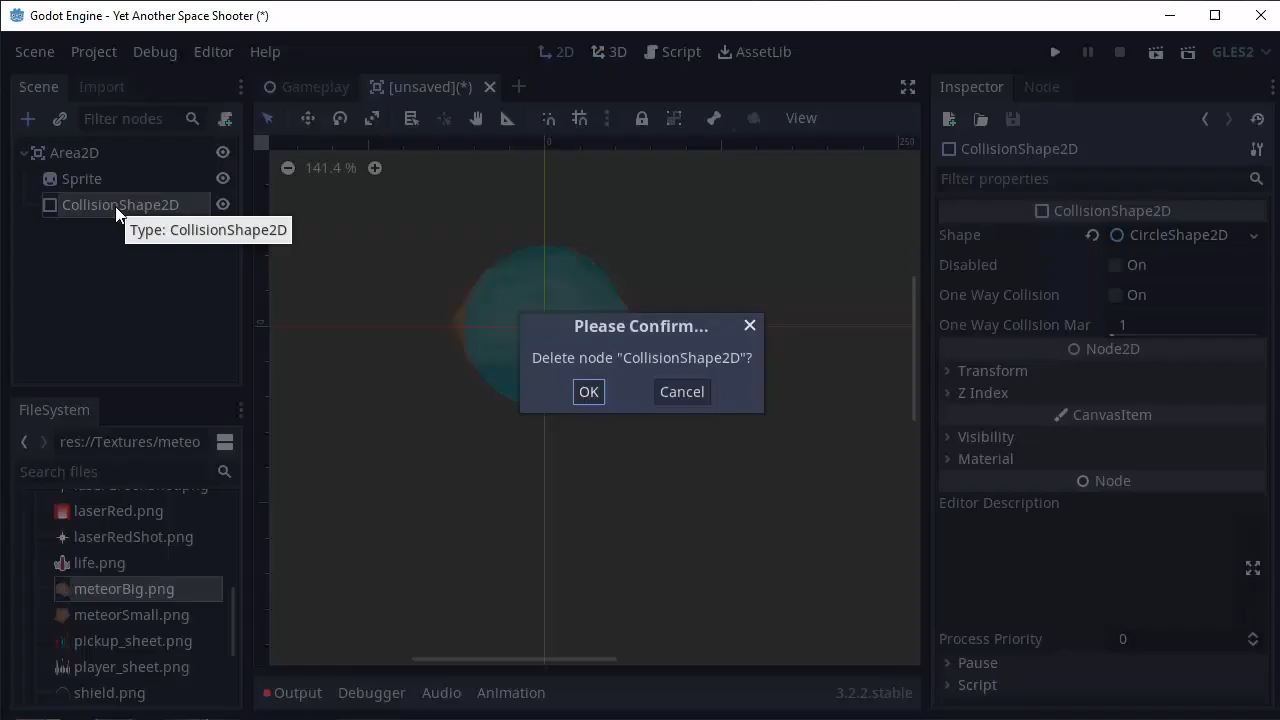 Godot Engine - Yet Another Space Shooter (*)
Scene Project Debug Editor Help
2D 3D Script AssetLib
GLES2
Scene Import
Filter nodes
Area2D
Sprite
CollisionShape2D
Type: CollisionShape2D
FileSystem
res://Textures/meteo
Search files
laserRed.png
laserRedShot.png
life.png
meteorBig.png
meteorSmall.png
pickup_sheet.png
player_sheet.png
shield.png
Gameplay [unsaved](*)
View
0 250
141.4 %
0
Please Confirm...
Delete node "CollisionShape2D"?
OK Cancel
Output Debugger Audio Animation 3.2.2.stable
Inspector Node
CollisionShape2D
Filter properties
CollisionShape2D
Shape CircleShape2D
Disabled On
One Way Collision On
One Way Collision Mar 1
Node2D
Transform
Z Index
CanvasItem
Visibility
Material
Node
Editor Description
Process Priority 0
Pause
Script